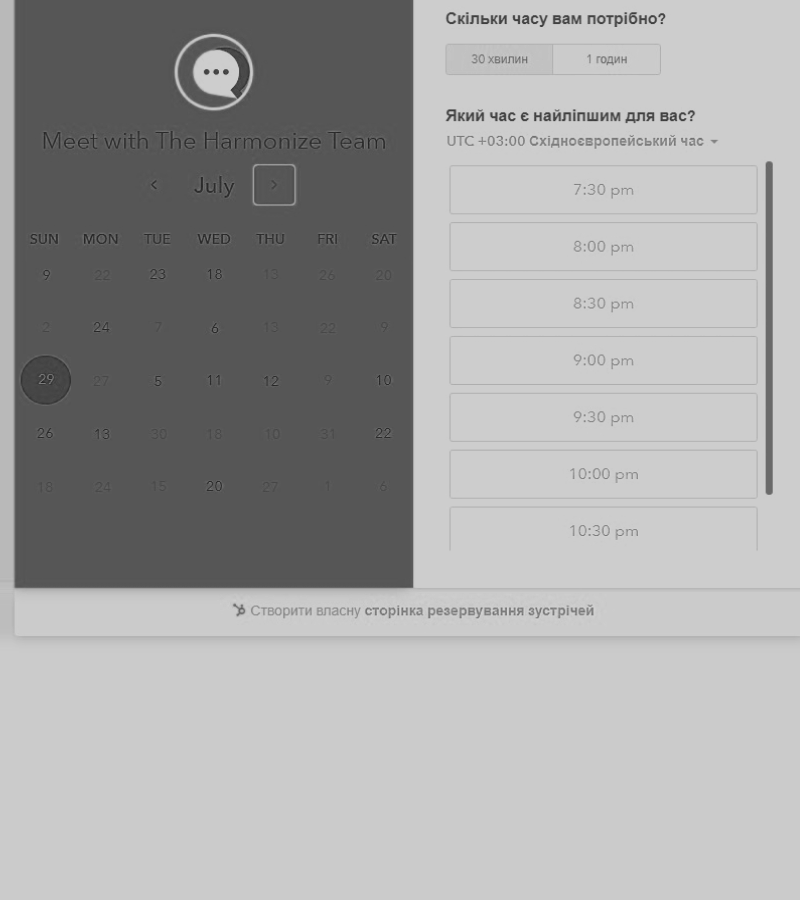 Meet with The Harmonize Team
July
SUN MON TUE WED THU FRI SAT
9 22 23 18 13 26 20
2 24 7 6 13 22 9
29 27 5 11 12 9 10
26 13 30 18 10 31 22
18 24 15 20 27 1 6
Скільки часу вам потрібно?
30 хвилин 1 годин
Який час є найліпшим для вас?
UTC +03:00 Східноєвропейський час
7:30 pm
8:00 pm
8:30 pm
9:00 pm
9:30 pm
10:00 pm
10:30 pm
Створити власну сторінка резервування зустрічей